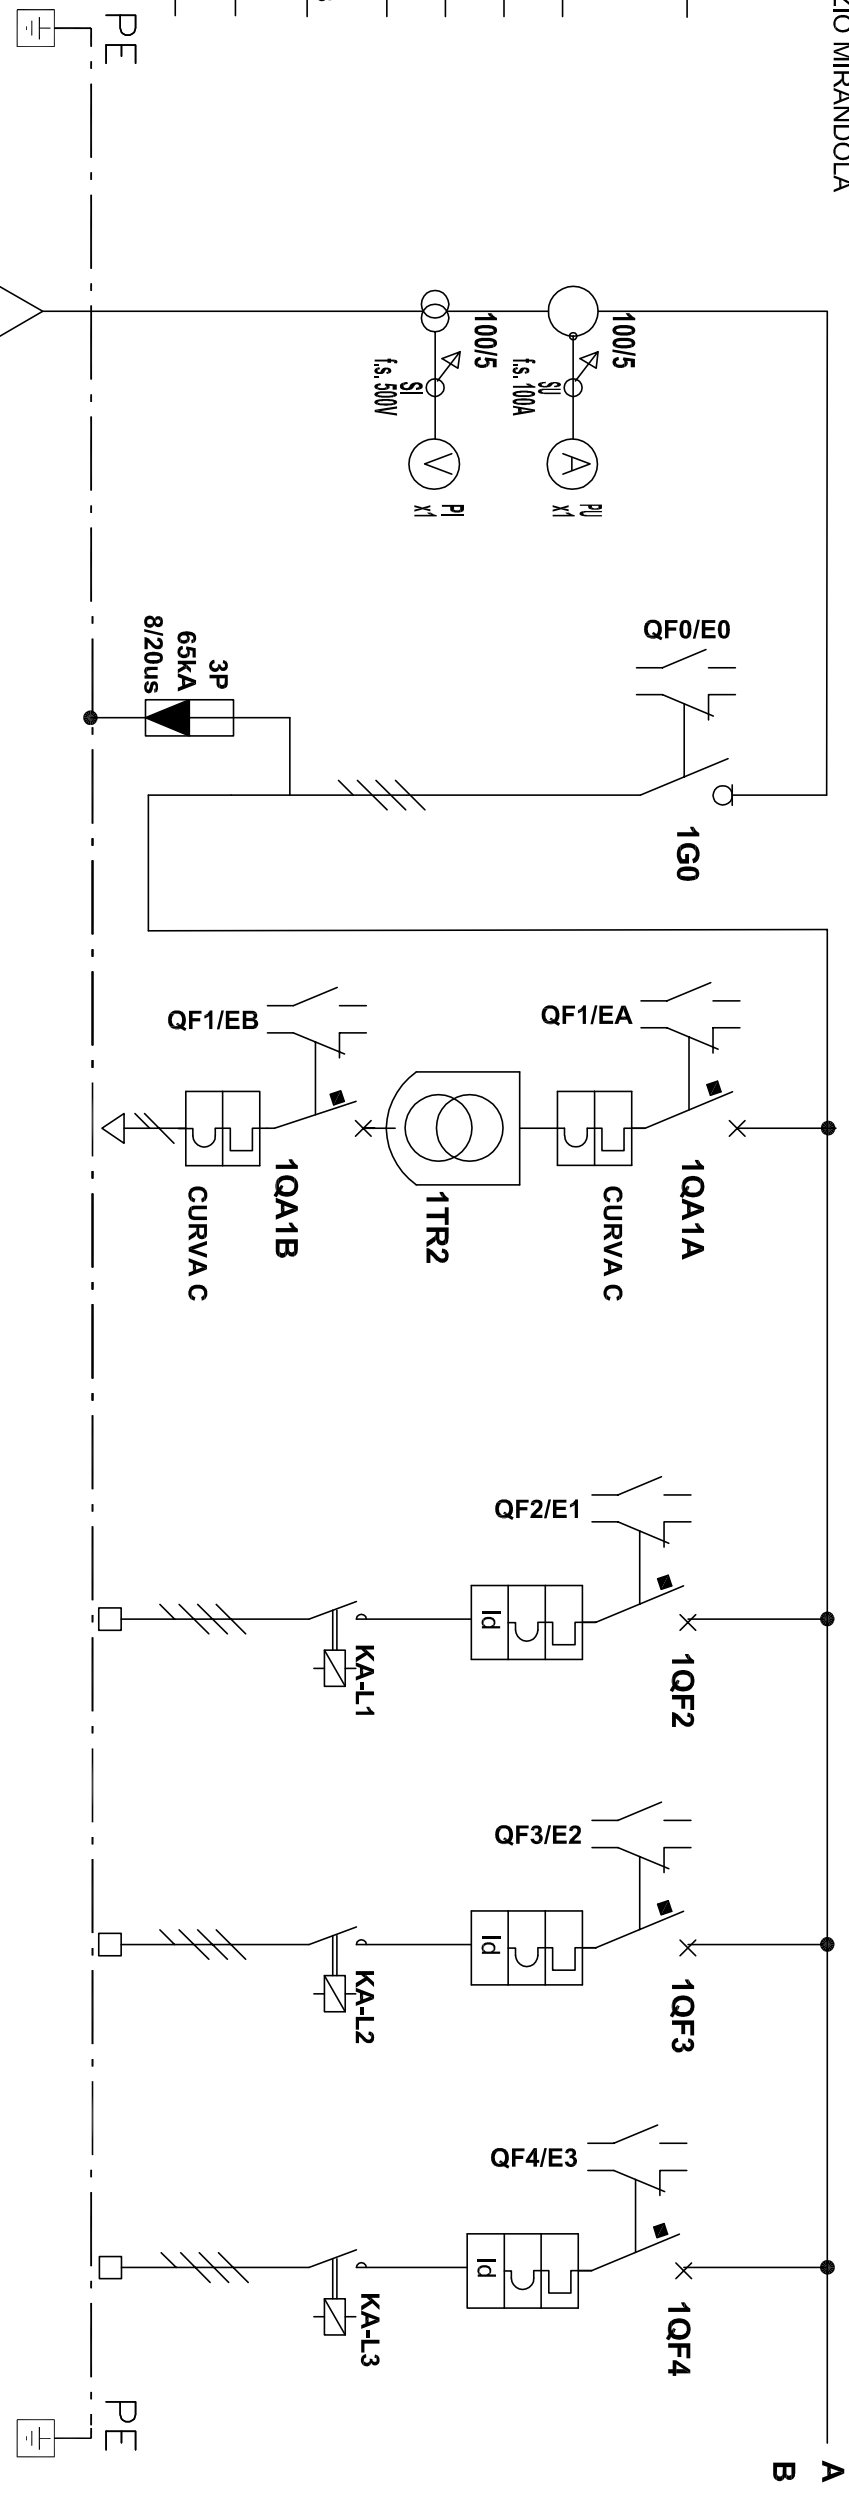 ZIO MIRANDOLA
PE
100/5
100/5
SU
f.s. 100A
SI
f.s. 500V
A
V
PU
x1
PI
x1
QF0/E0
3P
65kA
8/20us
1G0
QF1/EA
QF1/EB
1QA1A
CURVA C
1TR2
1QA1B
CURVA C
QF2/E1
Id
1QF2
KA-L1
QF3/E2
Id
1QF3
KA-L2
QF4/E3
Id
1QF4
KA-L3
PE
A
B